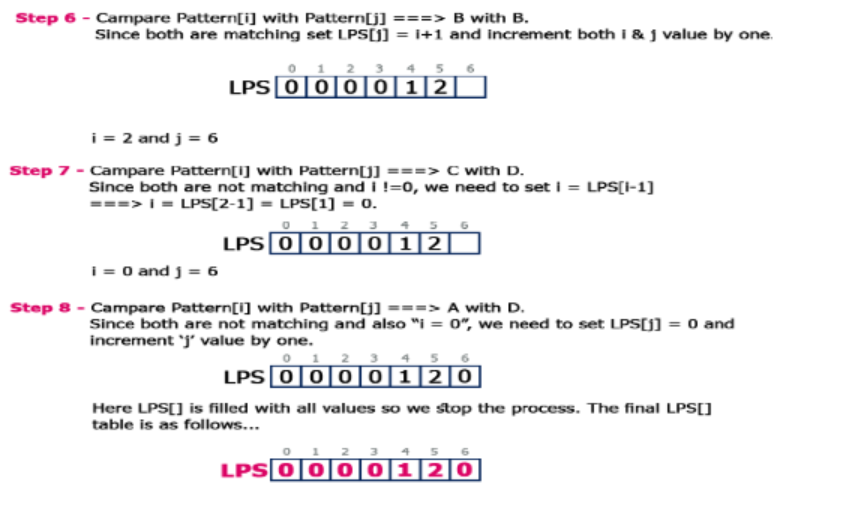 Step 6 - Campare Pattern[i] with Pattern[j] ===> B with B.
Since both are matching set LPS[j] = i+1 and increment both i & j value by one.
0 1 2 3 4 5 6
LPS 0 0 0 0 1 2
i = 2 and j = 6
Step 7 - Campare Pattern[i] with Pattern[j] ===> C with D.
Since both are not matching and i !=0, we need to set i = LPS[i-1]
===> i = LPS[2-1] = LPS[1] = 0.
0 1 2 3 4 5 6
LPS 0 0 0 0 1 2
i = 0 and j = 6
Step 8 - Campare Pattern[i] with Pattern[j] ===> A with D.
Since both are not matching and also "i = 0", we need to set LPS[j] = 0 and
increment 'j' value by one.
0 1 2 3 4 5 6
LPS 0 0 0 0 1 2 0
Here LPS[] is filled with all values so we stop the process. The final LPS[]
table is as follows...
0 1 2 3 4 5 6
LPS 0 0 0 0 1 2 0